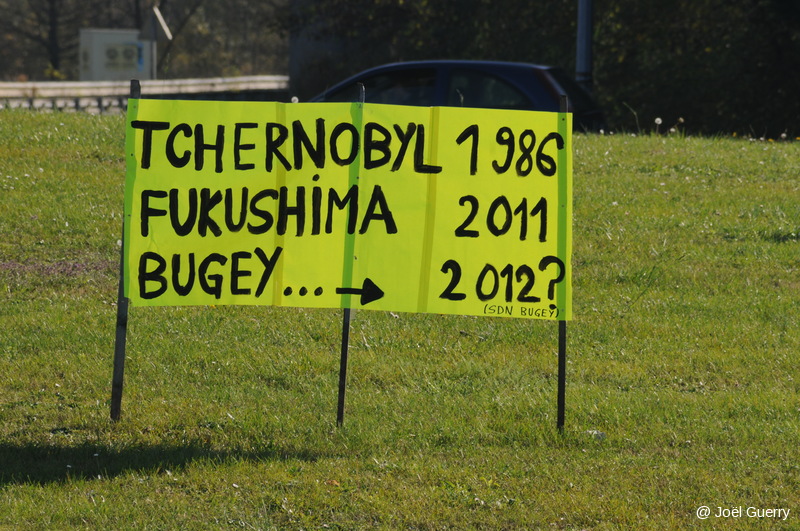 TCHERNOBYL 1986
FUKUSHIMA 2011
BUGEY...→ 2012?
(SDN BUGEY)
@ Joël Guerry